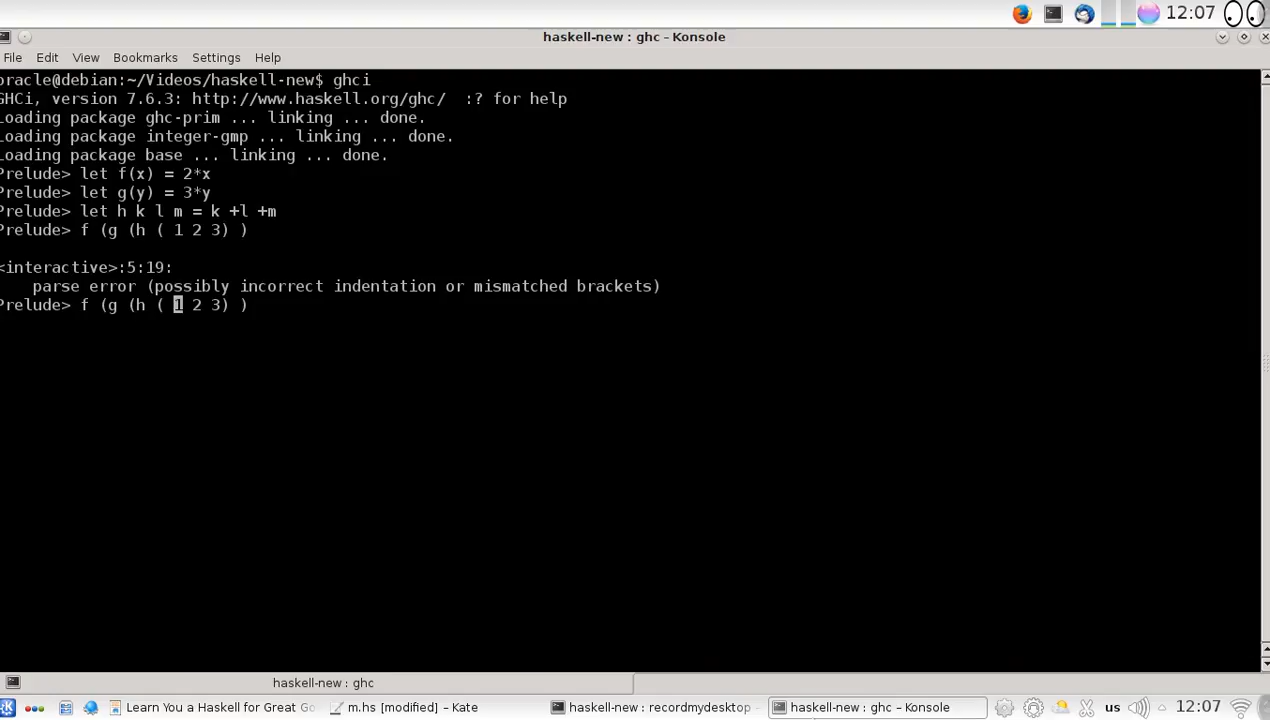 12:07
haskell-new : ghc – Konsole
File Edit View Bookmarks Settings Help
oracle@debian:~/Videos/haskell-new$ ghci
GHCi, version 7.6.3: http://www.haskell.org/ghc/  :? for help
Loading package ghc-prim ... linking ... done.
Loading package integer-gmp ... linking ... done.
Loading package base ... linking ... done.
Prelude> let f(x) = 2*x
Prelude> let g(y) = 3*y
Prelude> let h k l m = k +l +m
Prelude> f (g (h ( 1 2 3) )
<interactive>:5:19:
parse error (possibly incorrect indentation or mismatched brackets)
Prelude> f (g (h ( 1 2 3) )
haskell-new : ghc
Learn You a Haskell for Great Go m.hs [modified] – Kate haskell-new : recordmydesktop haskell-new : ghc – Konsole us 12:07